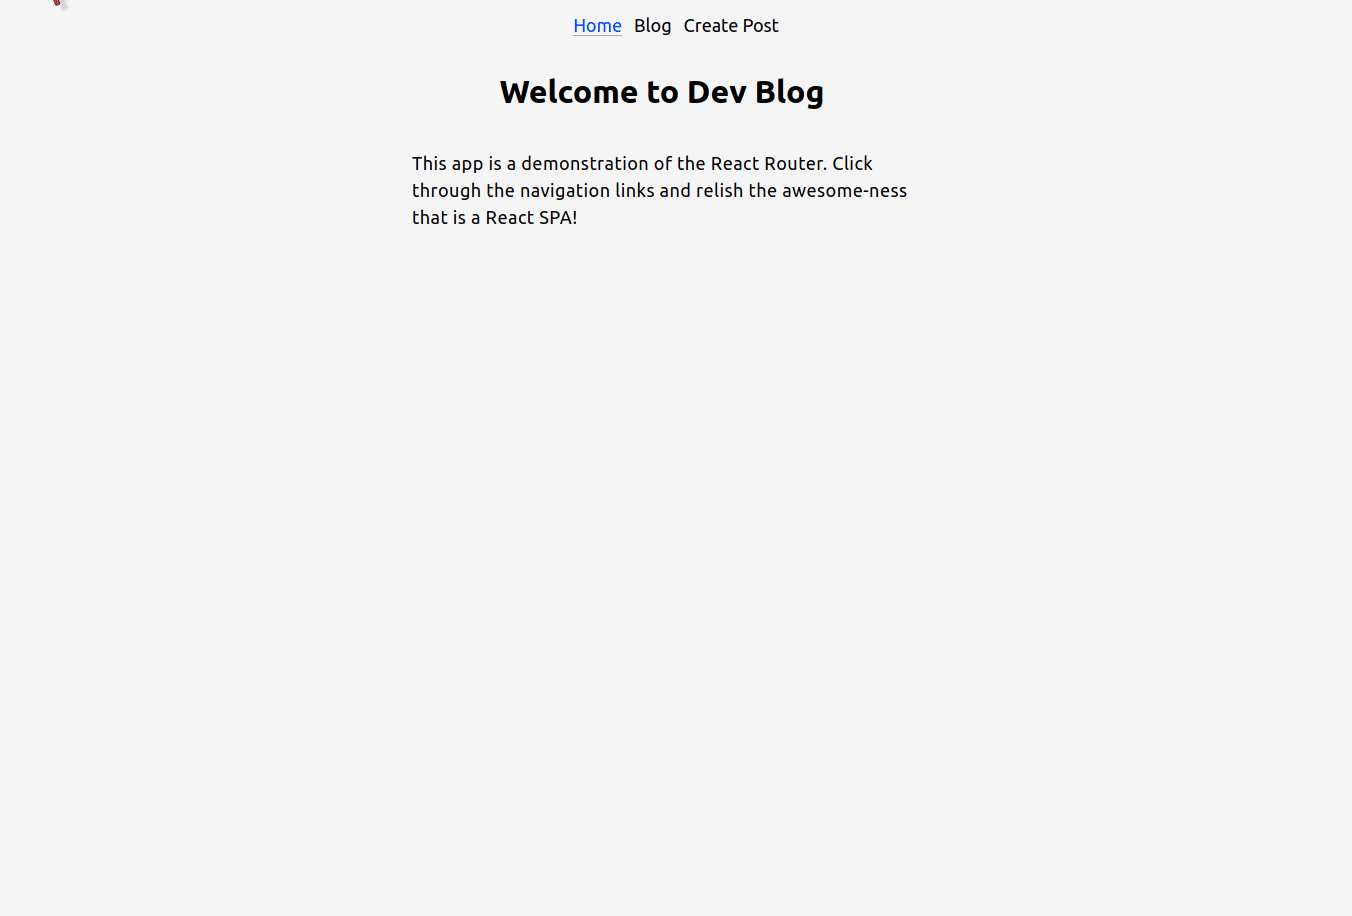 Home Blog Create Post
Welcome to Dev Blog
This app is a demonstration of the React Router. Click
through the navigation links and relish the awesome-ness
that is a React SPA!